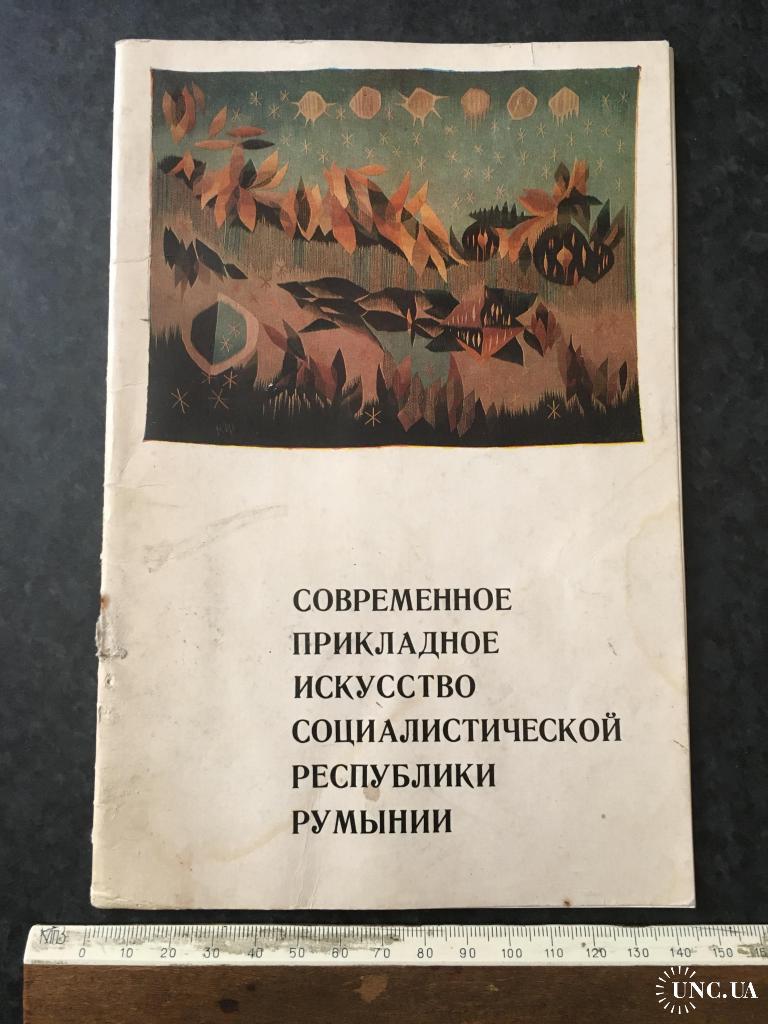 СОВРЕМЕННОЕ
ПРИКЛАДНОЕ
ИСКУССТВО
СОЦИАЛИСТИЧЕСКОЙ
РЕСПУБЛИКИ
РУМЫНИИ
0 10 20 30 40 50 60 70 80 90 100 110 120 130 140 150 16
UNC.UA